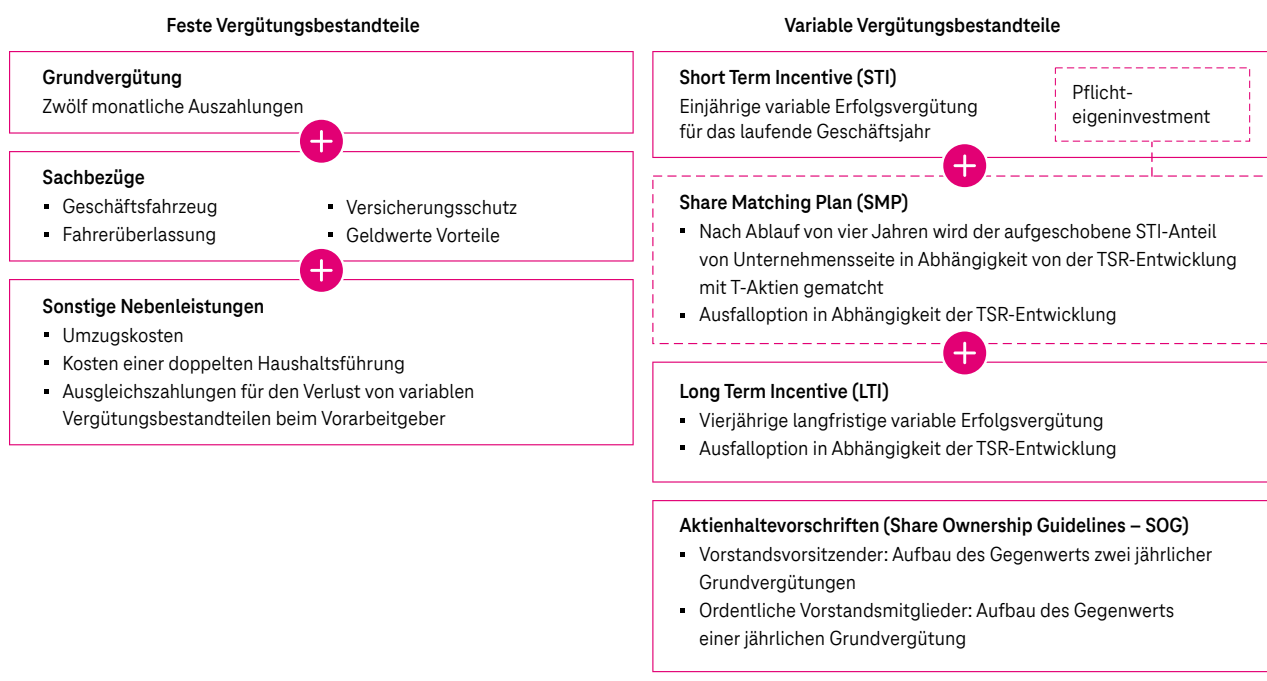 Feste Vergütungsbestandteile
Grundvergütung
Zwölf monatliche Auszahlungen
Sachbezüge
▪ Geschäftsfahrzeug
▪ Fahrerüberlassung
▪ Versicherungsschutz
▪ Geldwerte Vorteile
Sonstige Nebenleistungen
▪ Umzugskosten
▪ Kosten einer doppelten Haushaltsführung
▪ Ausgleichszahlungen für den Verlust von variablen
Vergütungsbestandteilen beim Vorarbeitgeber
Variable Vergütungsbestandteile
Short Term Incentive (STI)
Einjährige variable Erfolgsvergütung
für das laufende Geschäftsjahr
Pflicht-
eigeninvestment
Share Matching Plan (SMP)
▪ Nach Ablauf von vier Jahren wird der aufgeschobene STI-Anteil
von Unternehmensseite in Abhängigkeit von der TSR-Entwicklung
mit T-Aktien gematcht
▪ Ausfalloption in Abhängigkeit der TSR-Entwicklung
Long Term Incentive (LTI)
▪ Vierjährige langfristige variable Erfolgsvergütung
▪ Ausfalloption in Abhängigkeit der TSR-Entwicklung
Aktienhaltevorschriften (Share Ownership Guidelines – SOG)
▪ Vorstandsvorsitzender: Aufbau des Gegenwerts zwei jährlicher
Grundvergütungen
▪ Ordentliche Vorstandsmitglieder: Aufbau des Gegenwerts
einer jährlichen Grundvergütung